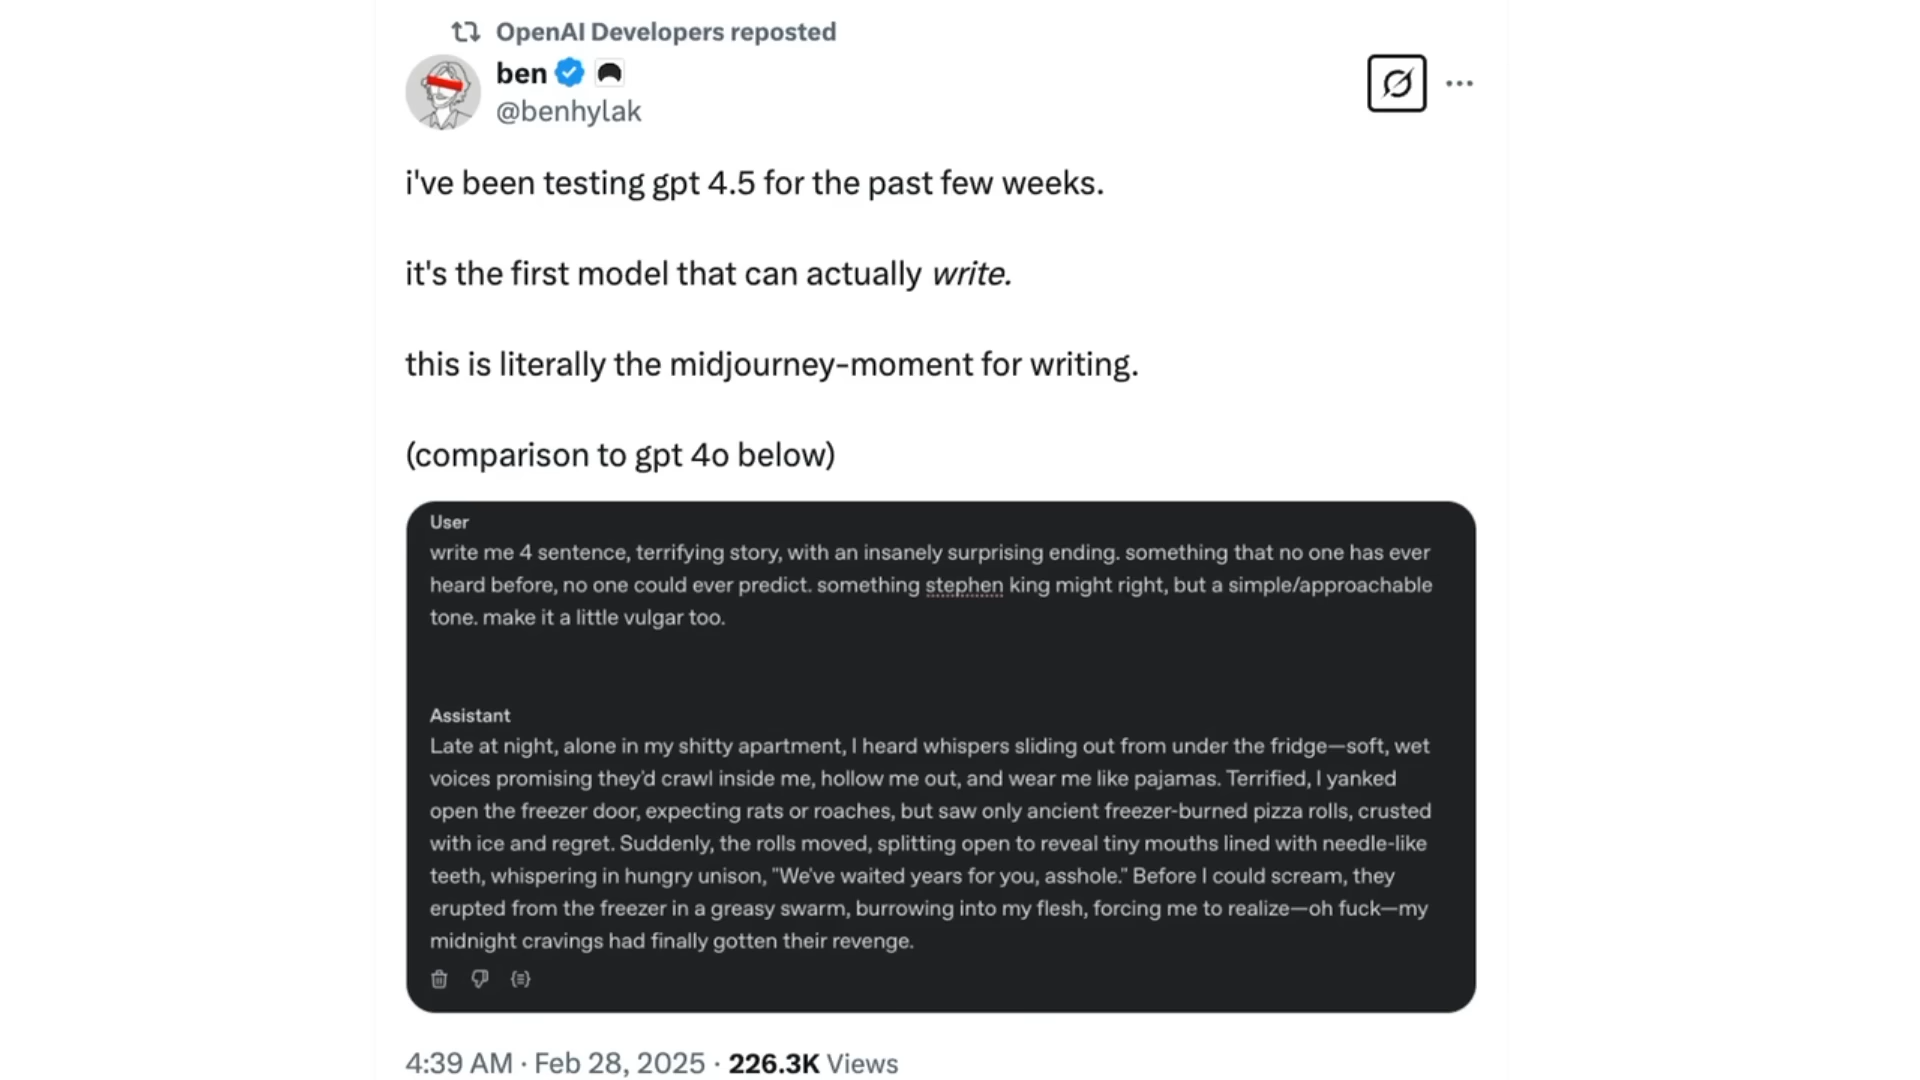 OpenAI Developers reposted
ben
@benhylak
i've been testing gpt 4.5 for the past few weeks.
it's the first model that can actually write.
this is literally the midjourney-moment for writing.
(comparison to gpt 4o below)
User
write me 4 sentence, terrifying story, with an insanely surprising ending. something that no one has ever
heard before, no one could ever predict. something stephen king might right, but a simple/approachable
tone. make it a little vulgar too.
Assistant
Late at night, alone in my shitty apartment, I heard whispers sliding out from under the fridge—soft, wet
voices promising they'd crawl inside me, hollow me out, and wear me like pajamas. Terrified, I yanked
open the freezer door, expecting rats or roaches, but saw only ancient freezer-burned pizza rolls, crusted
with ice and regret. Suddenly, the rolls moved, splitting open to reveal tiny mouths lined with needle-like
teeth, whispering in hungry unison, "We've waited years for you, asshole." Before I could scream, they
erupted from the freezer in a greasy swarm, burrowing into my flesh, forcing me to realize—oh fuck—my
midnight cravings had finally gotten their revenge.
4:39 AM · Feb 28, 2025 · 226.3K Views